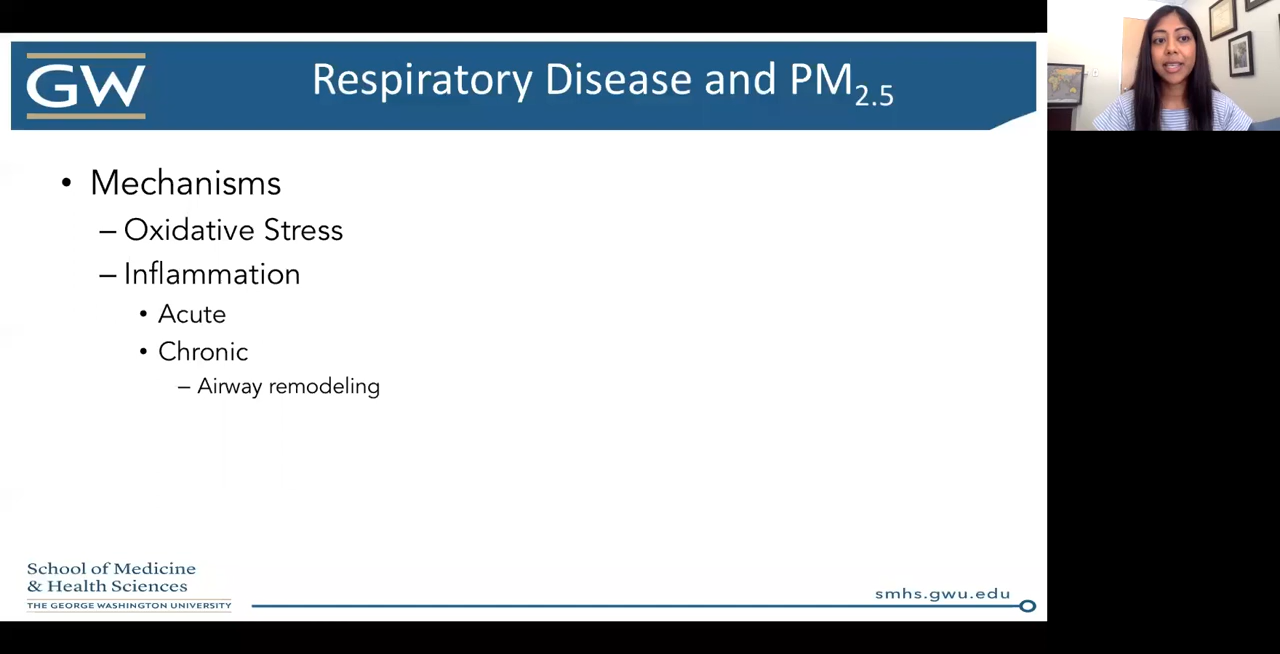 GW
Respiratory Disease and PM2.5
• Mechanisms
– Oxidative Stress
– Inflammation
• Acute
• Chronic
– Airway remodeling
School of Medicine
& Health Sciences
THE GEORGE WASHINGTON UNIVERSITY
smhs.gwu.edu